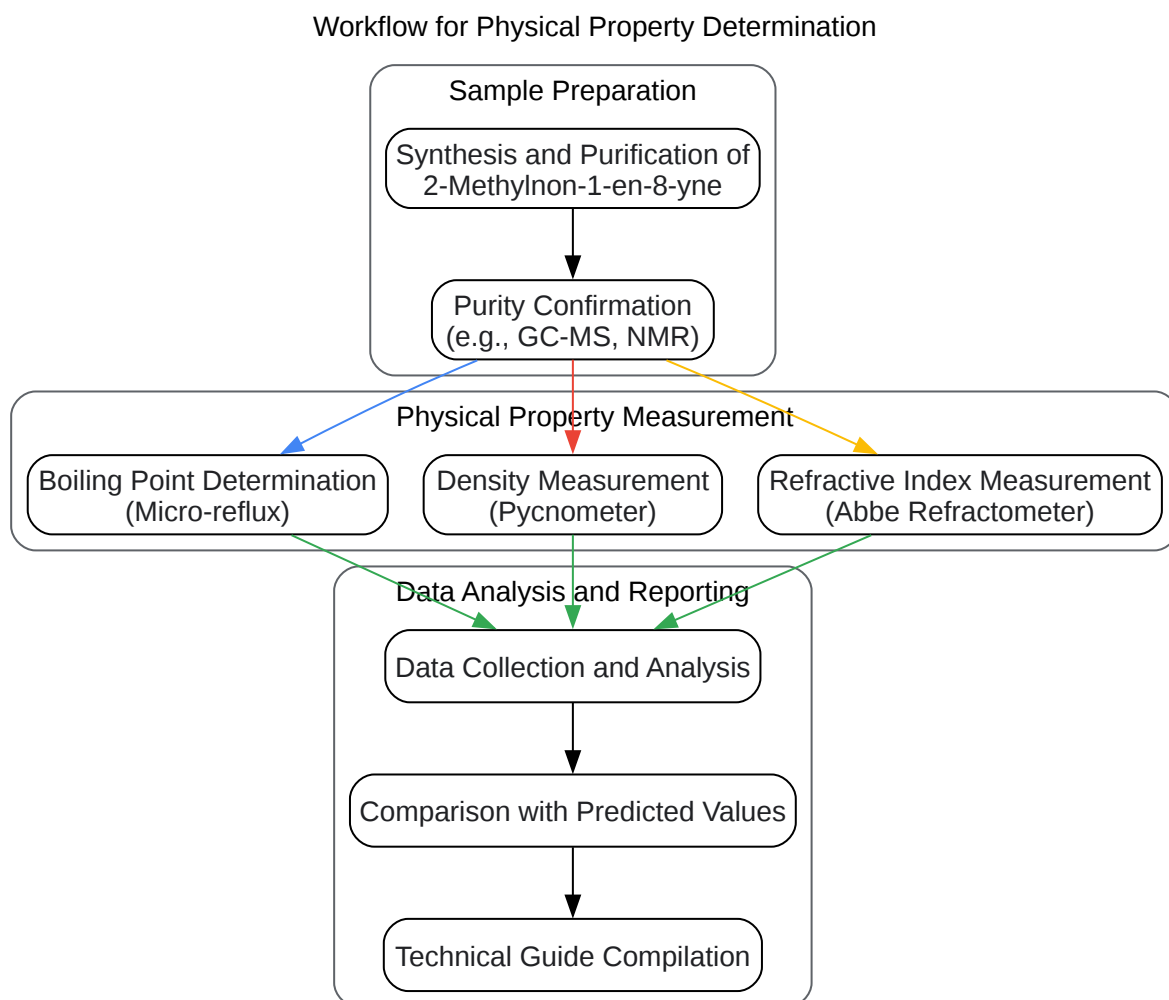 Workflow for Physical Property Determination
Sample Preparation
Synthesis and Purification of
2-Methylnon-1-en-8-yne
Purity Confirmation
(e.g., GC-MS, NMR)
Physical Property Measurement
Boiling Point Determination
(Micro-reflux)
Density Measurement
(Pycnometer)
Refractive Index Measurement
(Abbe Refractometer)
Data Analysis and Reporting
Data Collection and Analysis
Comparison with Predicted Values
Technical Guide Compilation